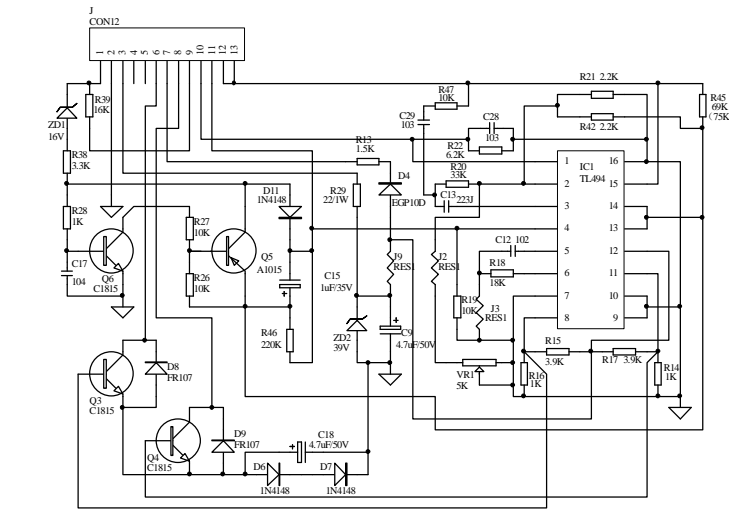 J
CON12
1 2 3 4 5 6 7 8 9 10 11 12 13
R39
16K
ZD1
16V
R38
3.3K
R28
1K
C17
104
Q6
C1815
R27
10K
R26
10K
Q5
A1015
D11
1N4148
R46
220K
C15
1uF/35V
R13
1.5K
R29
22/1W
D4
EGP10D
J9
RES1
ZD2
39V
C9
4.7uF/50V
R47
10K
C29
103
C28
103
R22
6.2K
R20
33K
C13
223J
J2
RES1
R19
10K
J3
RES1
C12 102
R18
18K
VR1
5K
R21 2.2K
R42 2.2K
R45
69K
(75K
IC1
TL494
1 16
2 15
3 14
4 13
5 12
6 11
7 10
8 9
R15
3.9K
R17 3.9K
R16
1K
R14
1K
Q3
C1815
D8
FR107
Q4
C1815
D9
FR107
C18
4.7uF/50V
D6
1N4148
D7
1N4148